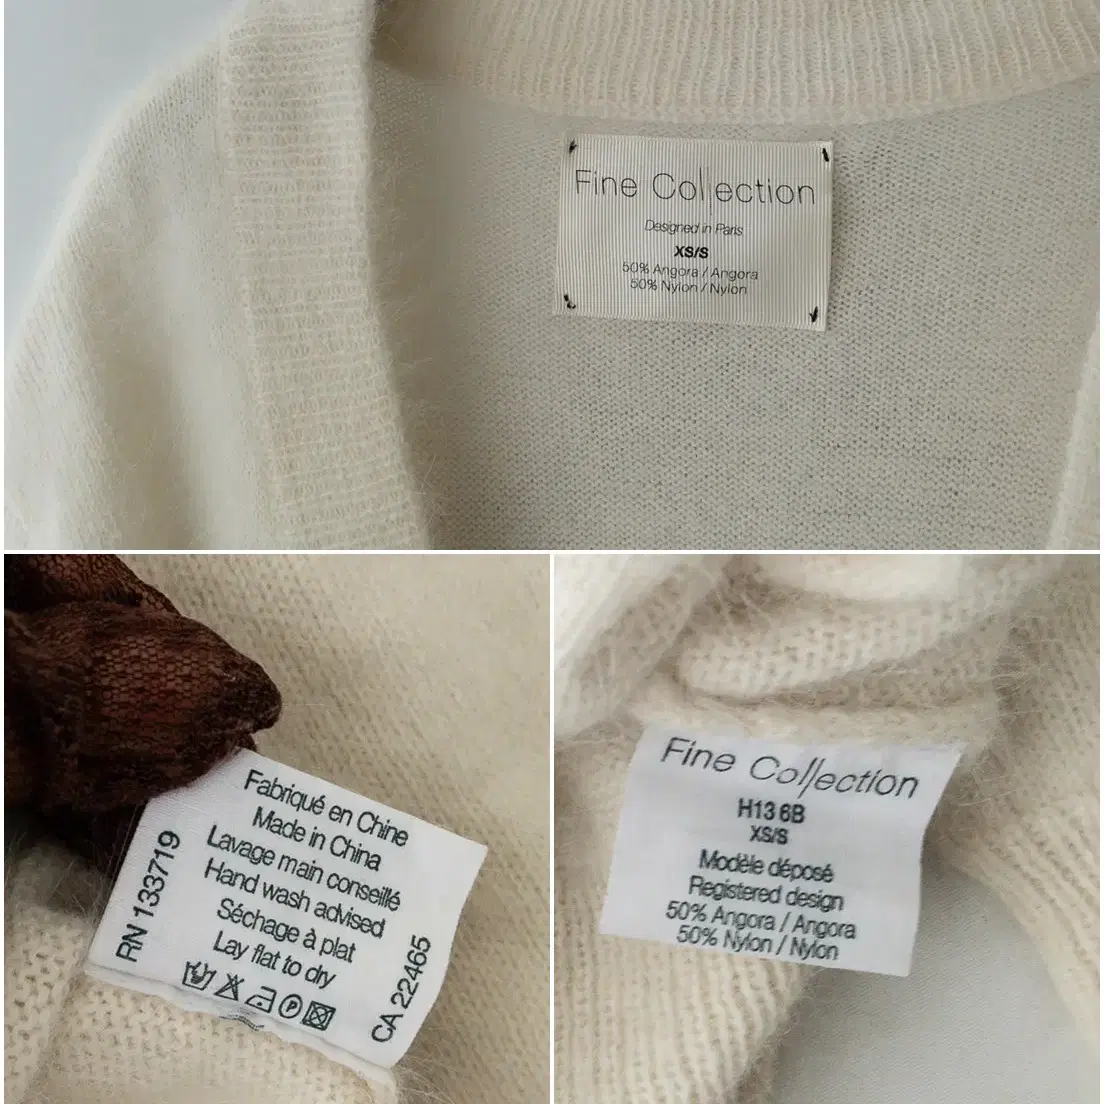 Fine Collection
Designed in Paris
XS/S
50% Angora / Angora
50% Nylon / Nylon
Fabriqué en Chine
Made in China
Lavage main conseillé
Hand wash advised
Séchage à plat
Lay flat to dry
P
RN 133719
CA 22465
Fine Collection
H13 6B
XS/S
Modèle déposé
Registered design
50% Angora / Angora
50% Nylon / Nylon